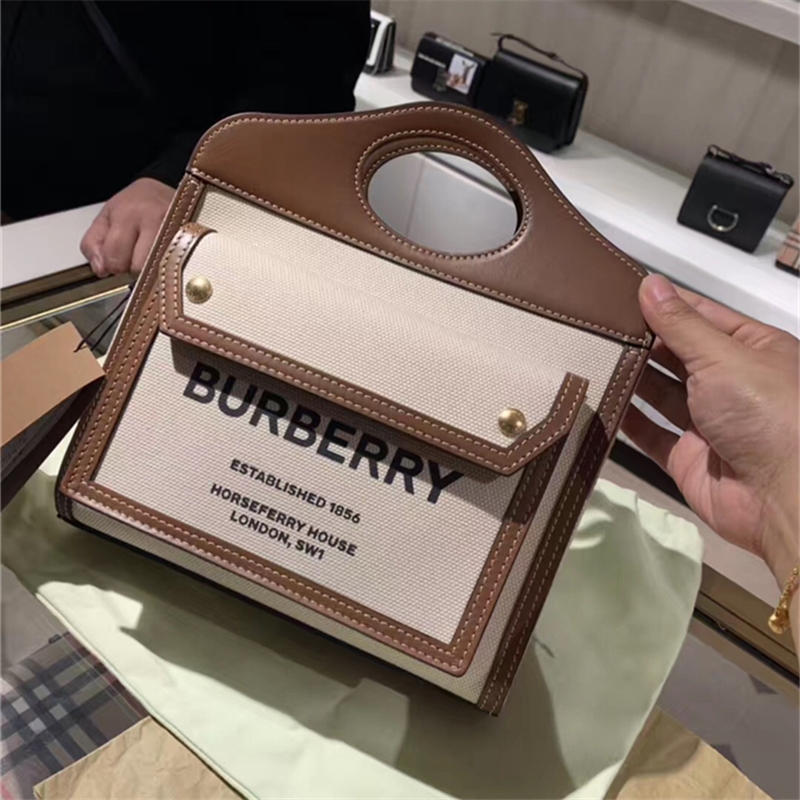 BURBERRY
ESTABLISHED 1856
HORSEFERRY HOUSE
LONDON, SW1